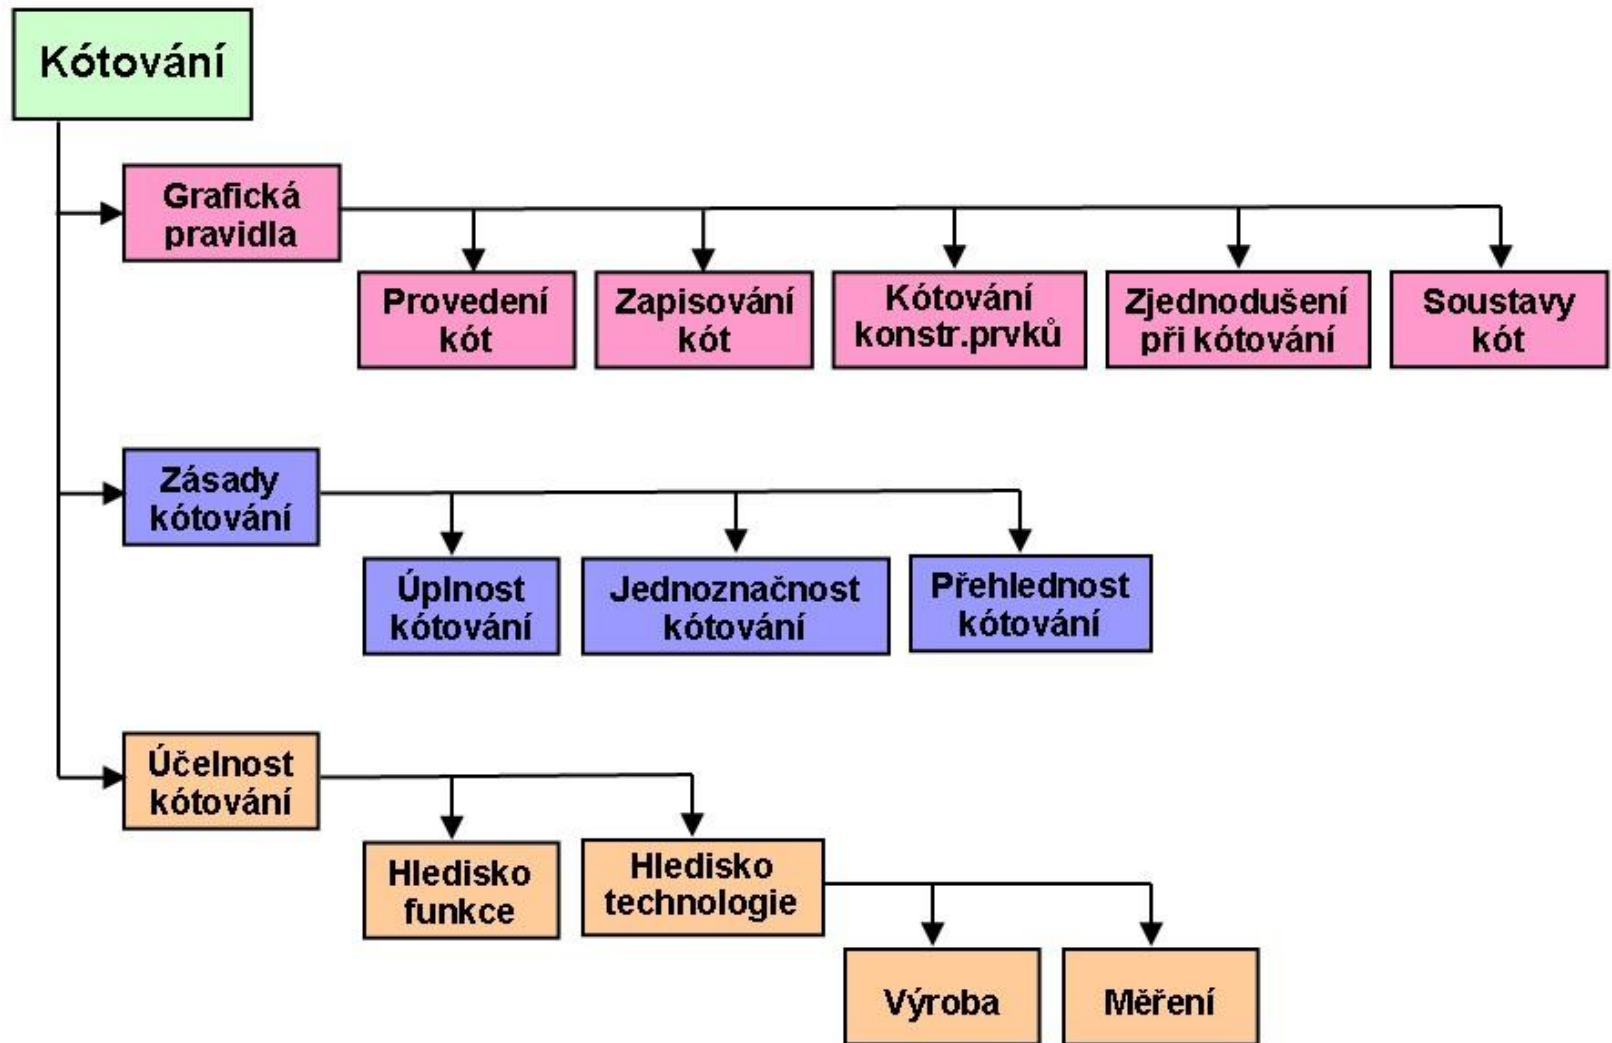 Kótování
Grafická
pravidla
Provedení
kót
Zapisování
kót
Kótování
konstr.prvků
Zjednodušení
při kótování
Soustavy
kót
Zásady
kótování
Úplnost
kótování
Jednoznačnost
kótování
Přehlednost
kótování
Účelnost
kótování
Hledisko
funkce
Hledisko
technologie
Výroba
Měření